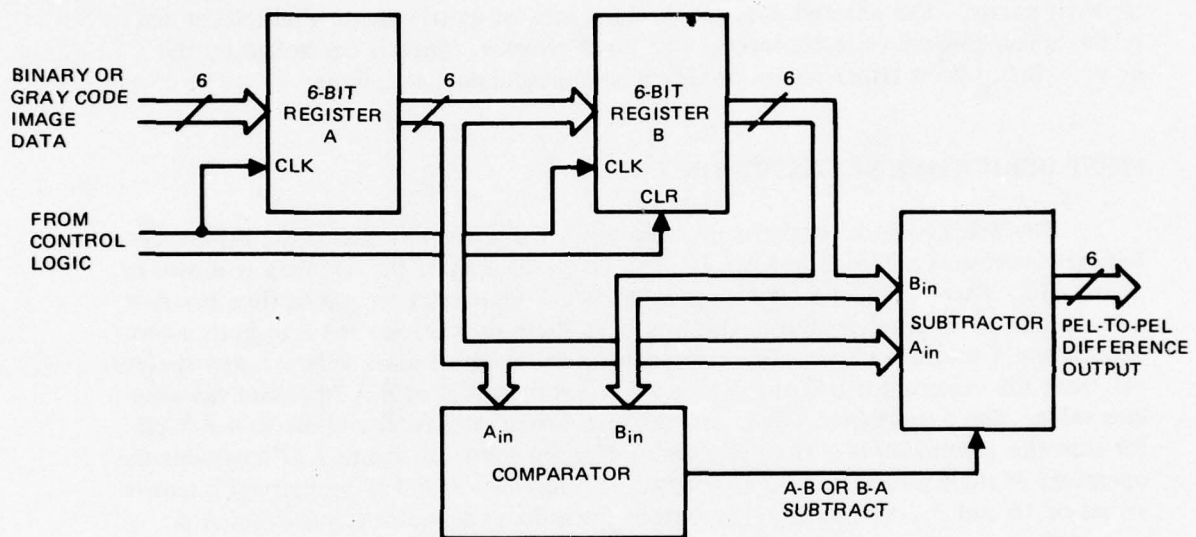 BINARY OR
GRAY CODE
IMAGE
DATA
6
6-BIT
REGISTER
A
CLK
6
6-BIT
REGISTER
B
CLK
CLR
6
FROM
CONTROL
LOGIC
Bin
SUBTRACTOR
Ain
6
PEL-TO-PEL
DIFFERENCE
OUTPUT
Ain
Bin
COMPARATOR
A-B OR B-A
SUBTRACT